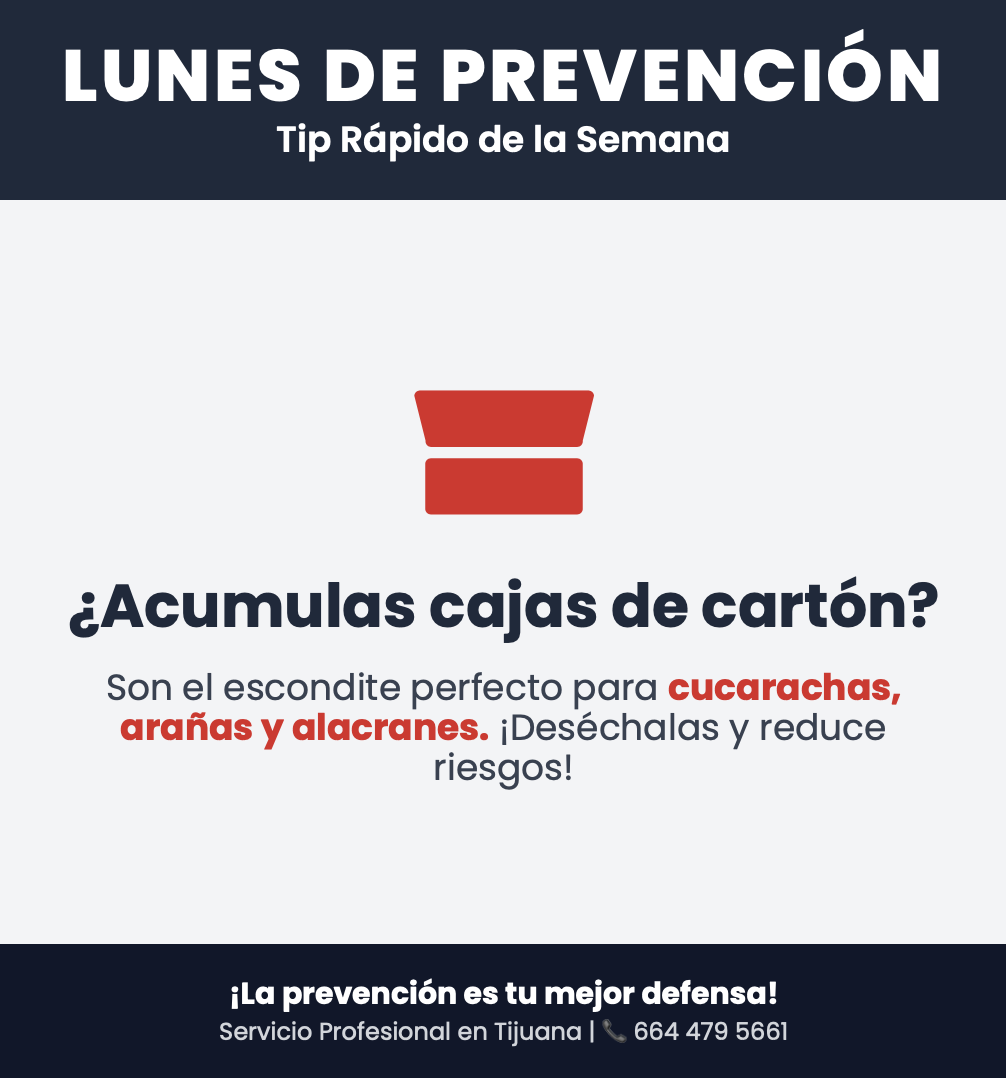 LUNES DE PREVENCIÓN
Tip Rápido de la Semana
¿Acumulas cajas de cartón?
Son el escondite perfecto para cucarachas,
arañas y alacranes. ¡Deséchalas y reduce
riesgos!
¡La prevención es tu mejor defensa!
Servicio Profesional en Tijuana | 📞 664 479 5661